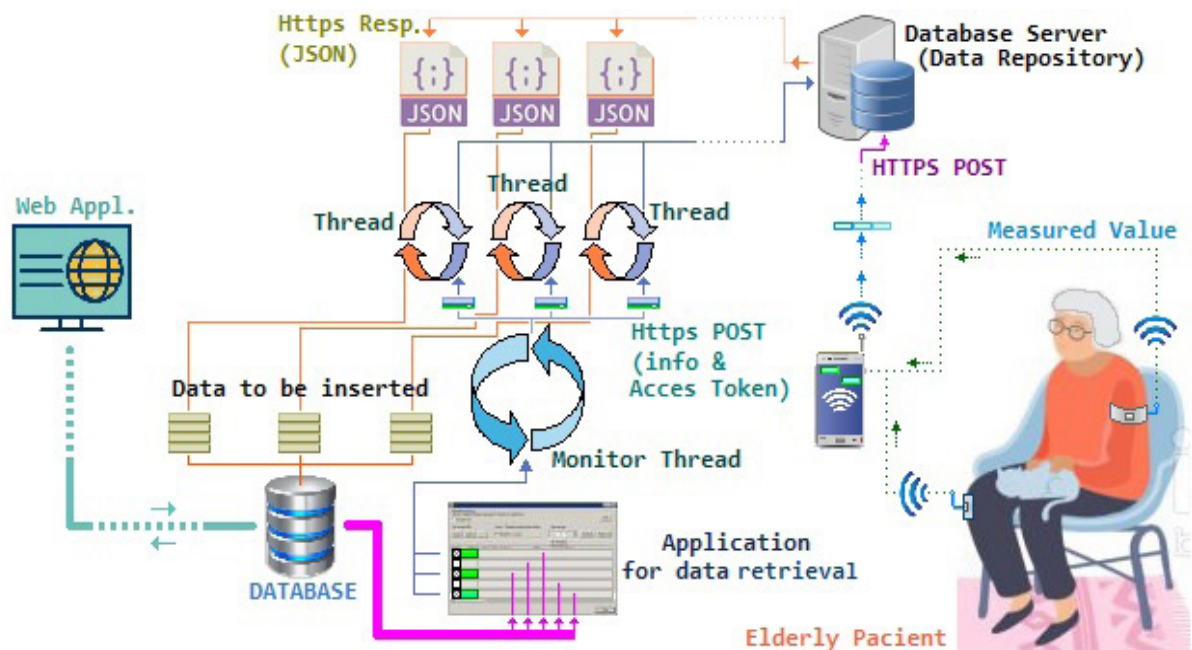 Https Resp.
(JSON)
{;}
{;}
{;}
JSON
JSON
JSON
Database Server
(Data Repository)
HTTPS POST
Thread
Thread
Thread
Web Appl.
Measured Value
Https POST
(info &
Acces Token)
Data to be inserted
Monitor Thread
DATABASE
Application
for data retrieval
Elderly Pacient